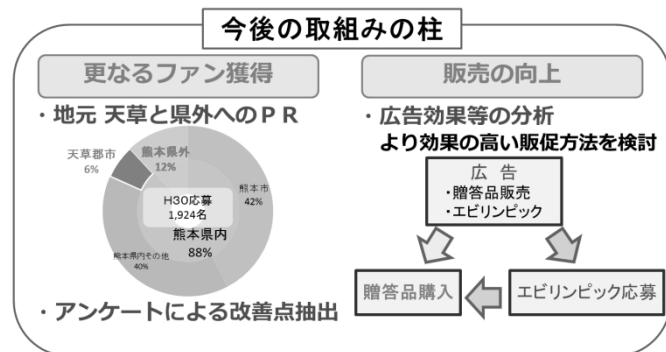 今後の取組みの柱
更なるファン獲得
・地元 天草と県外へのＰＲ
天草郡市
6%
熊本県外
12%
熊本市
42%
H30応募
1,924名
熊本県内
88%
熊本県内その他
40%
・アンケートによる改善点抽出
販売の向上
・広告効果等の分析
より効果の高い販促方法を検討
広　告
・贈答品販売
・エビリンピック
贈答品購入
エビリンピック応募